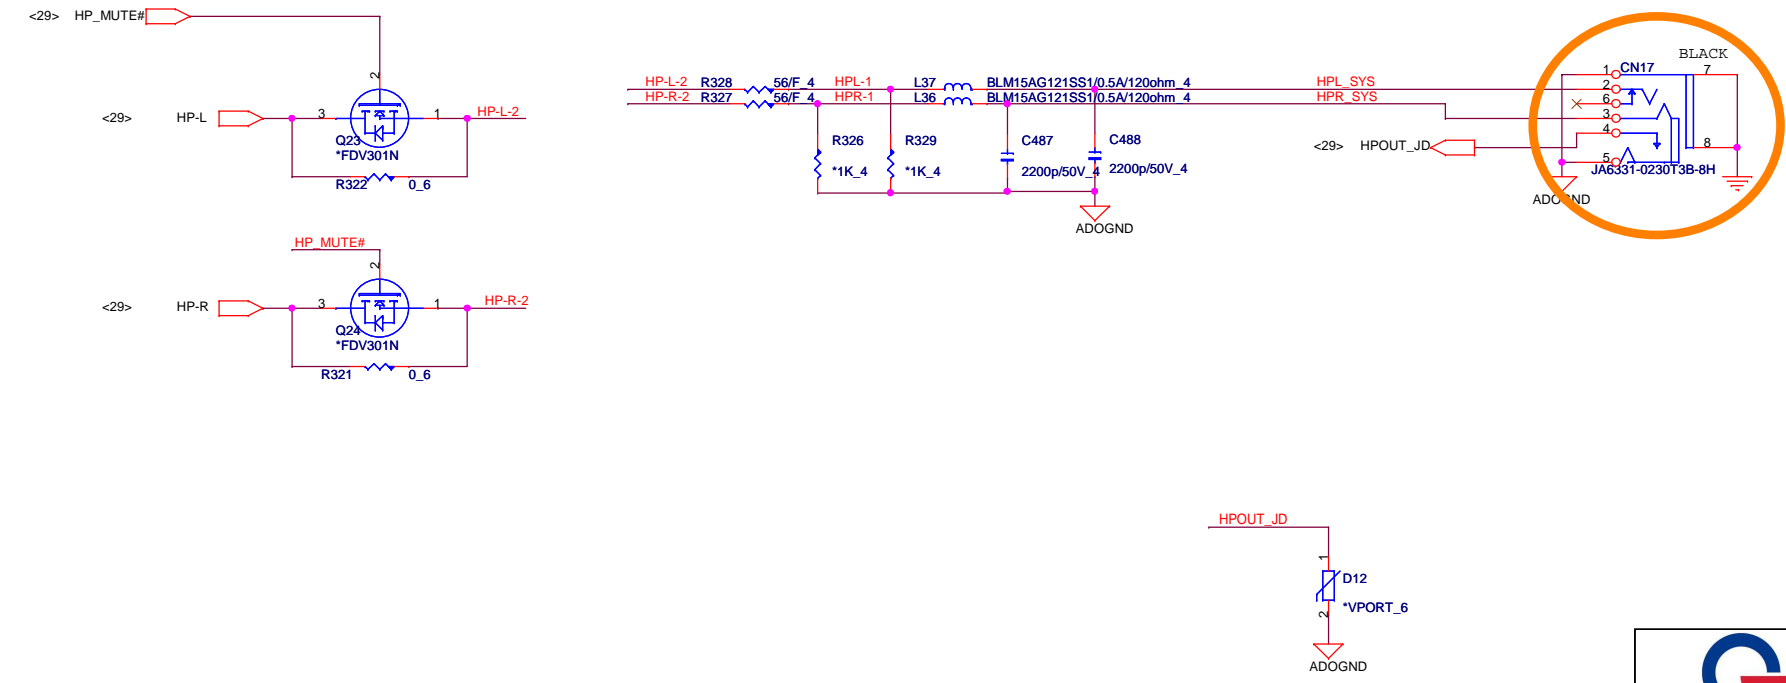 <29> HP_MUTE#
2
<29> HP-L
3
1
HP-L-2
Q23
*FDV301N
R322
0_6
HP_MUTE#
2
<29> HP-R
3
1
HP-R-2
Q24
*FDV301N
R321
0_6
HP-L-2 R328 56/F_4 HPL-1 L37 BLM15AG121SS1/0.5A/120ohm_4 HPL_SYS
HP-R-2 R327 56/F_4 HPR-1 L36 BLM15AG121SS1/0.5A/120ohm_4 HPR_SYS
R326
*1K_4
R329
*1K_4
C487
2200p/50V_4
C488
2200p/50V_4
ADOGND
<29> HPOUT_JD
BLACK
1
CN17
7
2
6
3
4
8
5
JA6331-0230T3B-8H
ADOGND
HPOUT_JD
1
D12
*VPORT_6
2
ADOGND